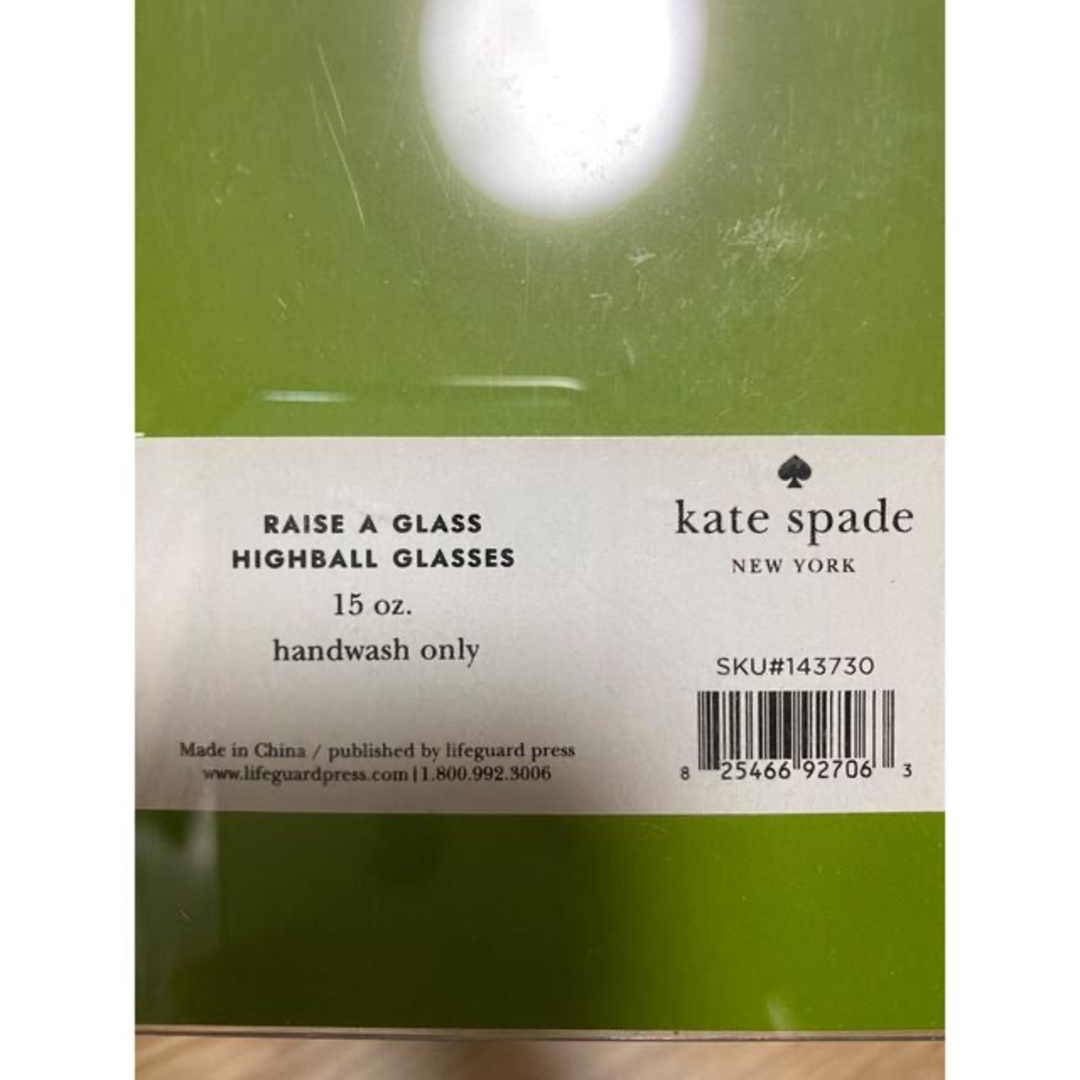 RAISE A GLASS
HIGHBALL GLASSES
15 oz.
handwash only
Made in China / published by lifeguard press
www.lifeguardpress.com | 1.800.992.3006
kate spade
NEW YORK
SKU#143730
8 25466 92706 3